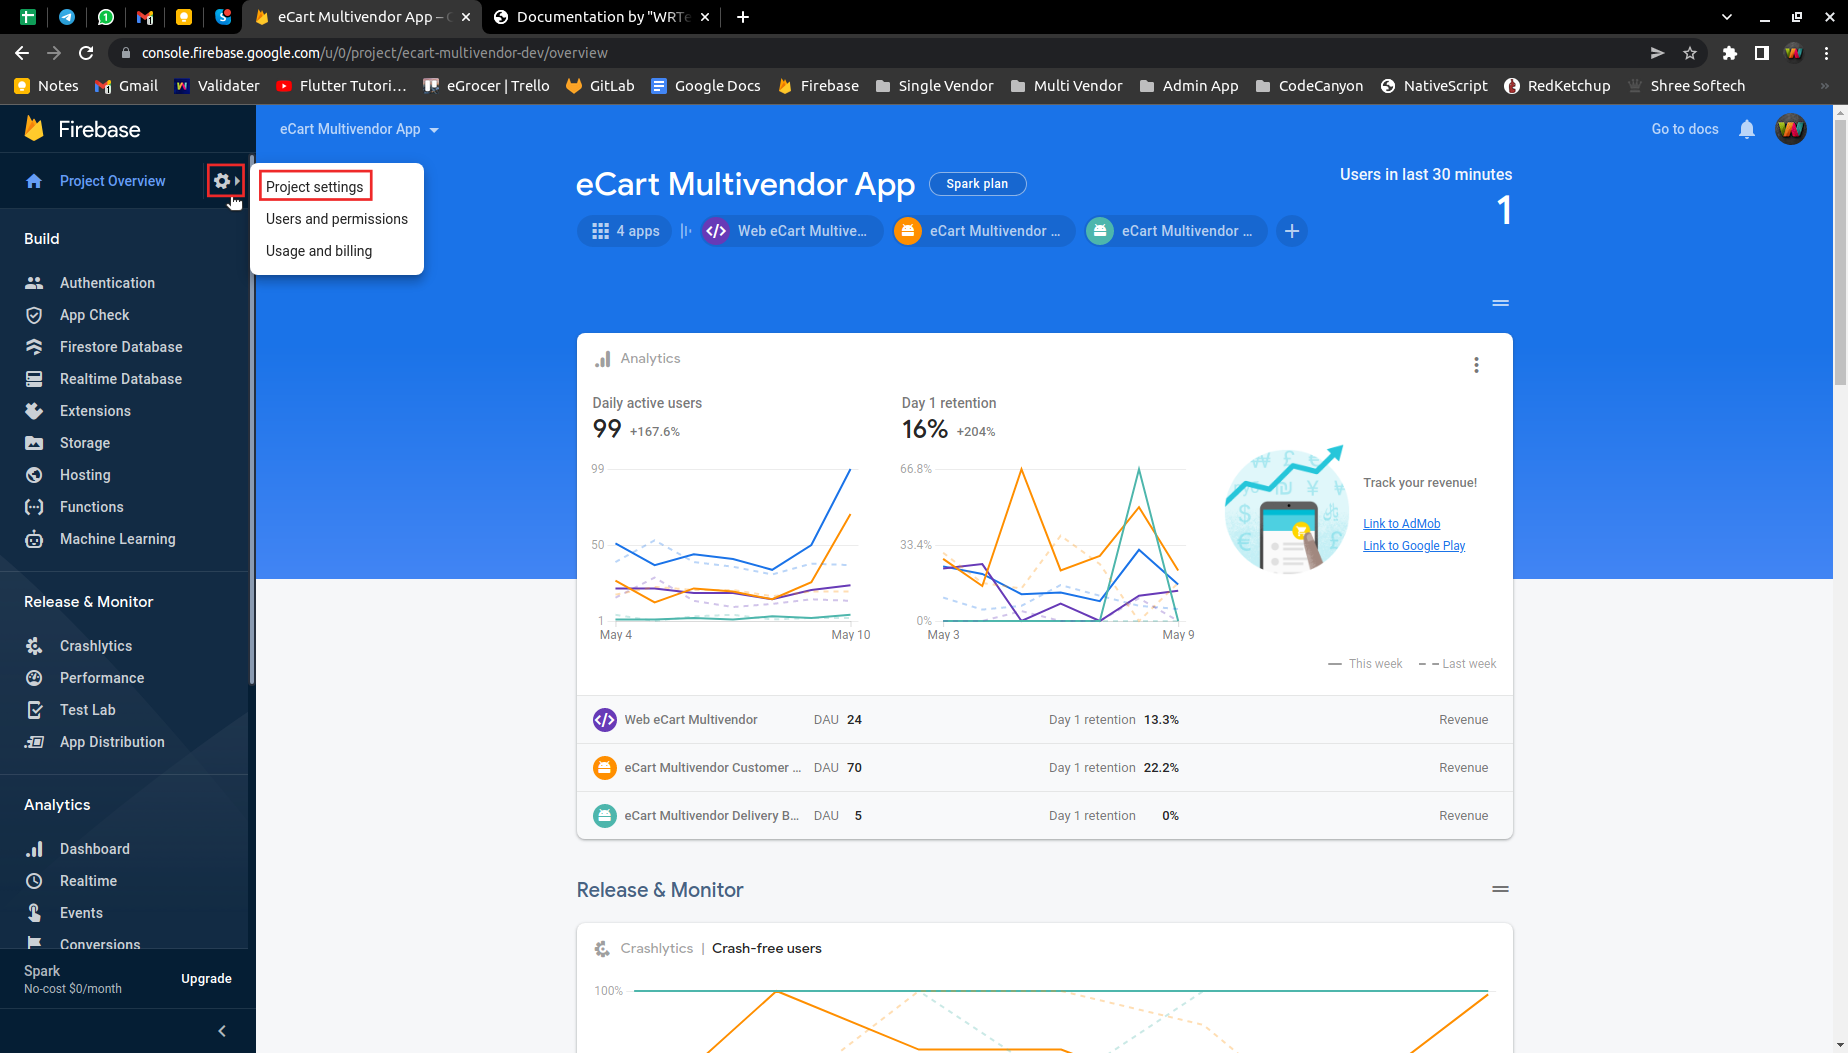 eCart Multivendor App –
Documentation by "WRTe
console.firebase.google.com/u/0/project/ecart-multivendor-dev/overview
Notes
Gmail
Validater
Flutter Tutori...
eGrocer | Trello
GitLab
Google Docs
Firebase
Single Vendor
Multi Vendor
Admin App
CodeCanyon
NativeScript
RedKetchup
Shree Softech
»
Firebase
Project Overview
Project settings
Users and permissions
Usage and billing
Build
Authentication
App Check
Firestore Database
Realtime Database
Extensions
Storage
Hosting
Functions
Machine Learning
Release & Monitor
Crashlytics
Performance
Test Lab
App Distribution
Analytics
Dashboard
Realtime
Events
Conversions
Spark
No-cost $0/month
Upgrade
eCart Multivendor App
Go to docs
eCart Multivendor App
Spark plan
Users in last 30 minutes
1
4 apps
Web eCart Multive...
eCart Multivendor ...
eCart Multivendor ...
Analytics
Daily active users
99 +167.6%
99
50
1
May 4
May 10
Day 1 retention
16% +204%
66.8%
33.4%
0%
May 3
May 9
Track your revenue!
Link to AdMob
Link to Google Play
This week
Last week
Web eCart Multivendor DAU 24 Day 1 retention 13.3% Revenue
eCart Multivendor Customer ... DAU 70 Day 1 retention 22.2% Revenue
eCart Multivendor Delivery B... DAU 5 Day 1 retention 0% Revenue
Release & Monitor
Crashlytics | Crash-free users
100%